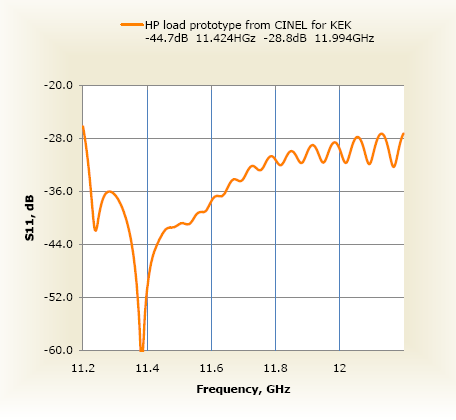 HP load prototype from CINEL for KEK
-44.7dB 11.424HGz -28.8dB 11.994GHz
-20.0
-28.0
-36.0
-44.0
-52.0
-60.0
S11, dB
11.2 11.4 11.6 11.8 12
Frequency, GHz